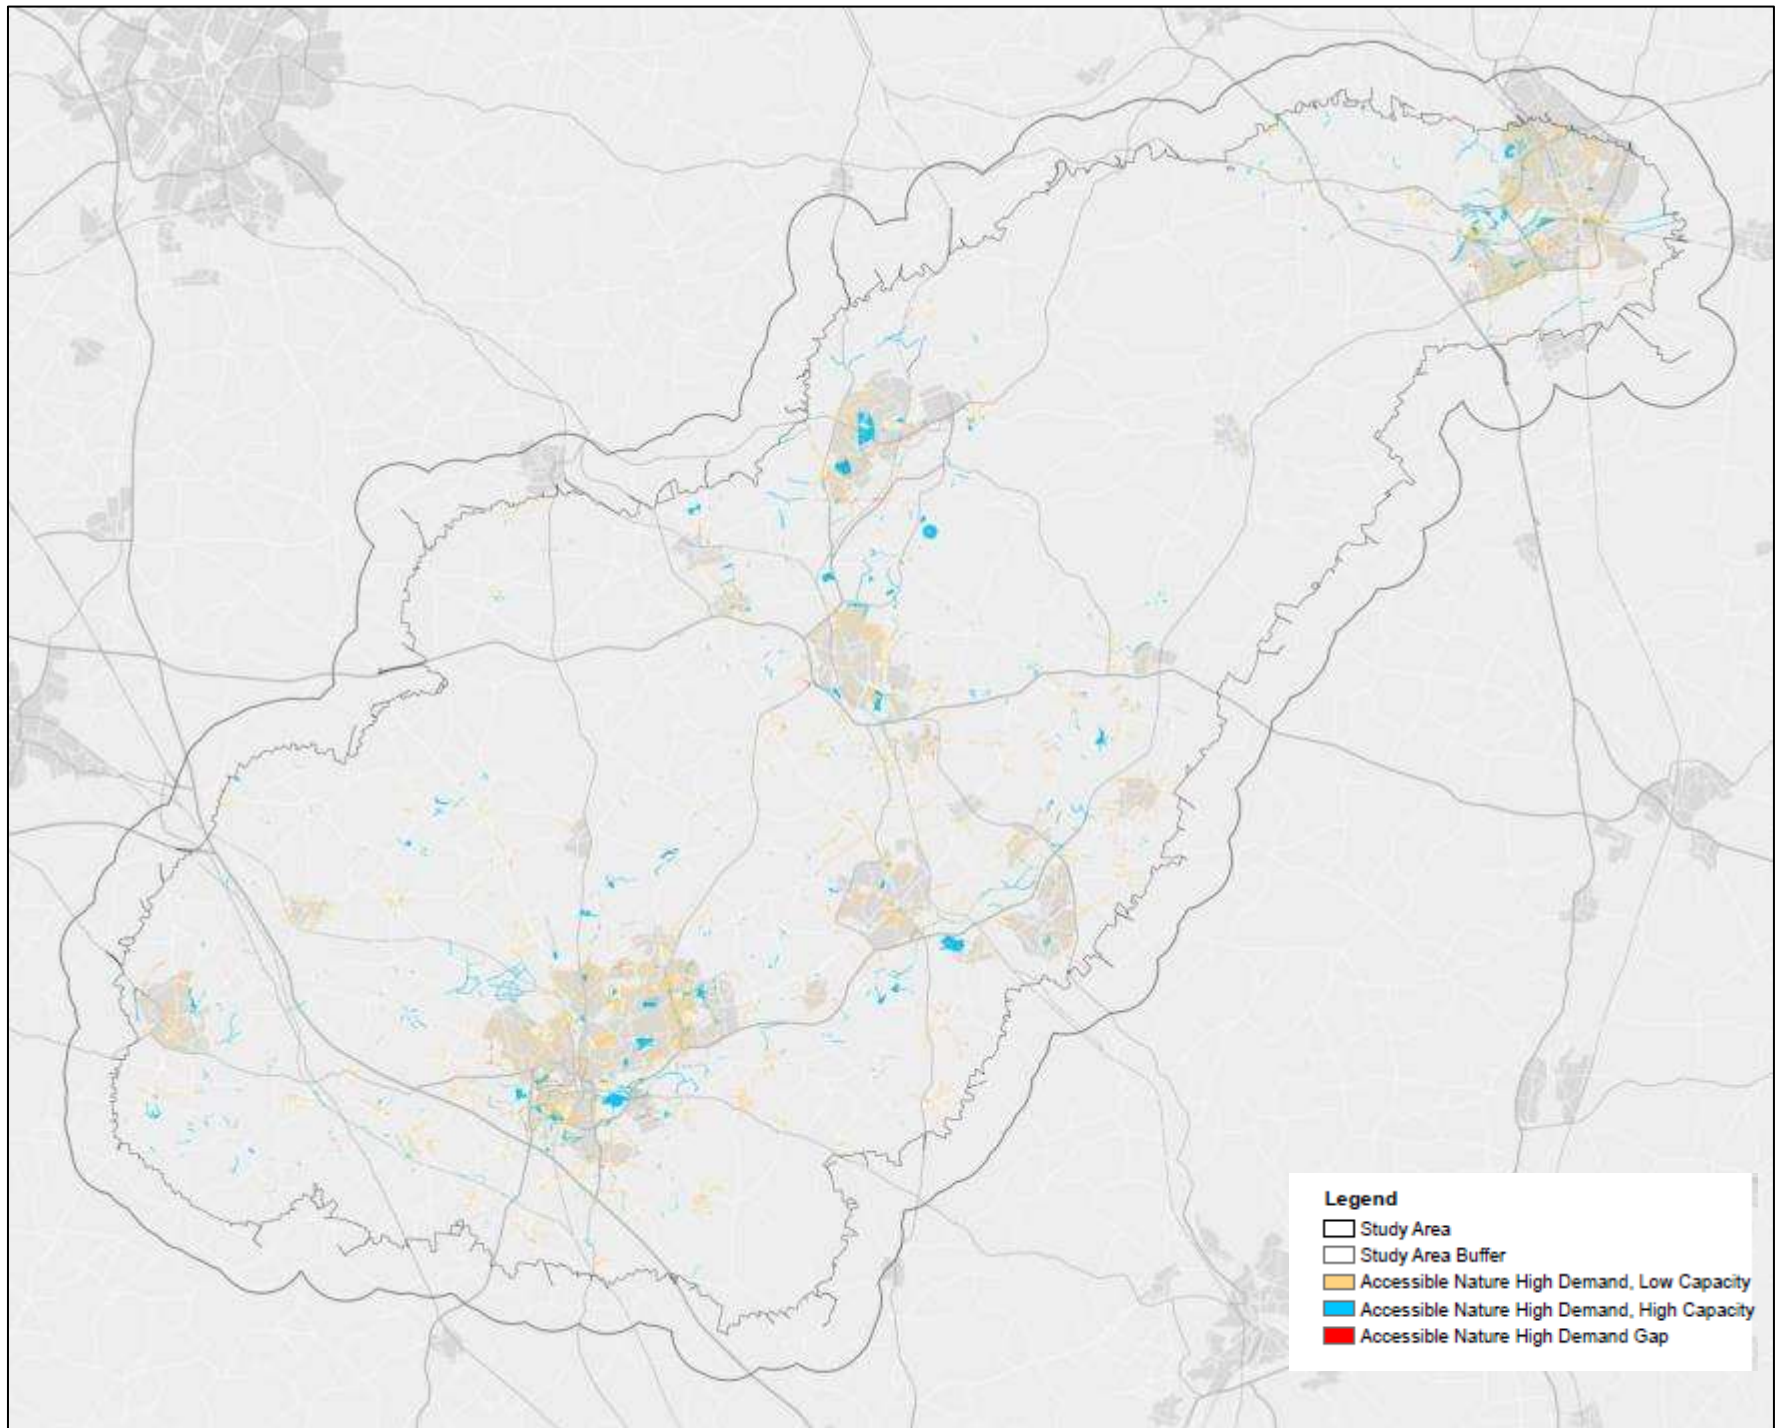 Legend
Study Area
Study Area Buffer
Accessible Nature High Demand, Low Capacity
Accessible Nature High Demand, High Capacity
Accessible Nature High Demand Gap